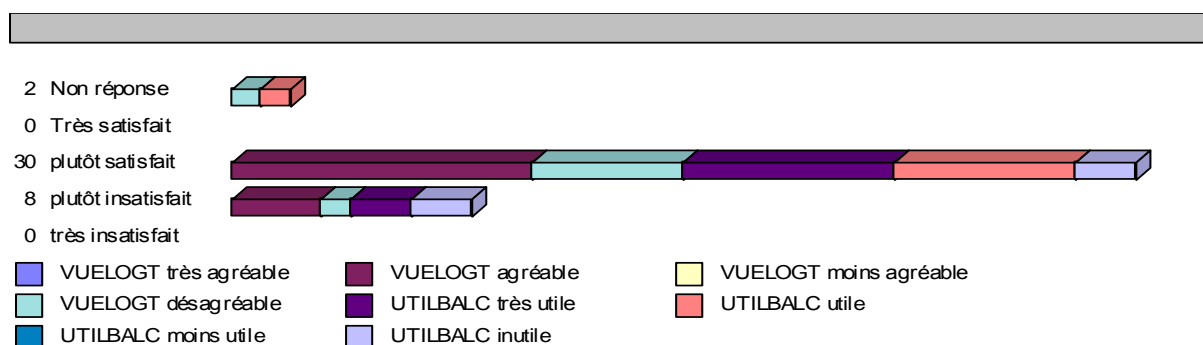 2 Non réponse
0 Très satisfait
30 plutôt satisfait
8 plutôt insatisfait
0 très insatisfait
VUELOGT très agréable VUELOGT agréable VUELOGT moins agréable
VUELOGT désagréable UTILBALC très utile UTILBALC utile
UTILBALC moins utile UTILBALC inutile